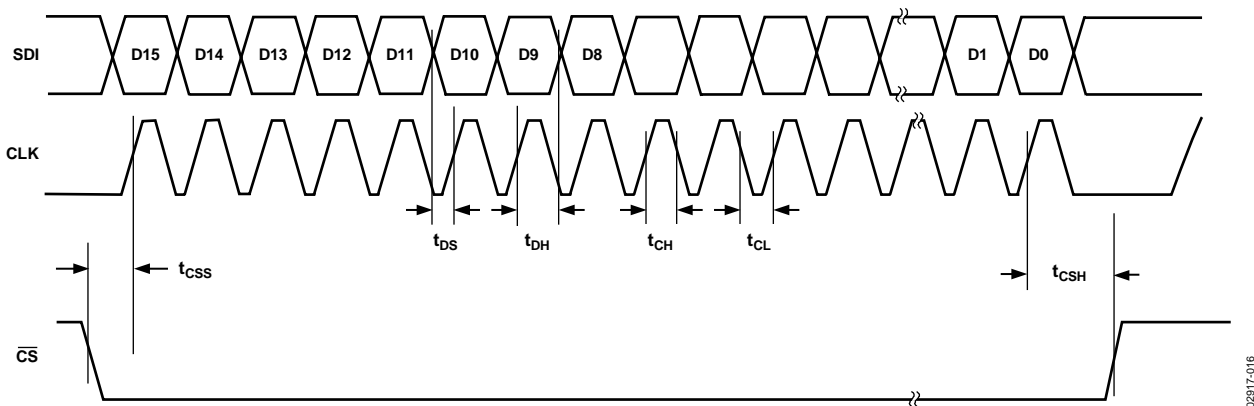 SDI D15 D14 D13 D12 D11 D10 D9 D8 D1 D0
CLK
tDS tDH tCH tCL
tCSS tCSH
CS
02917-016